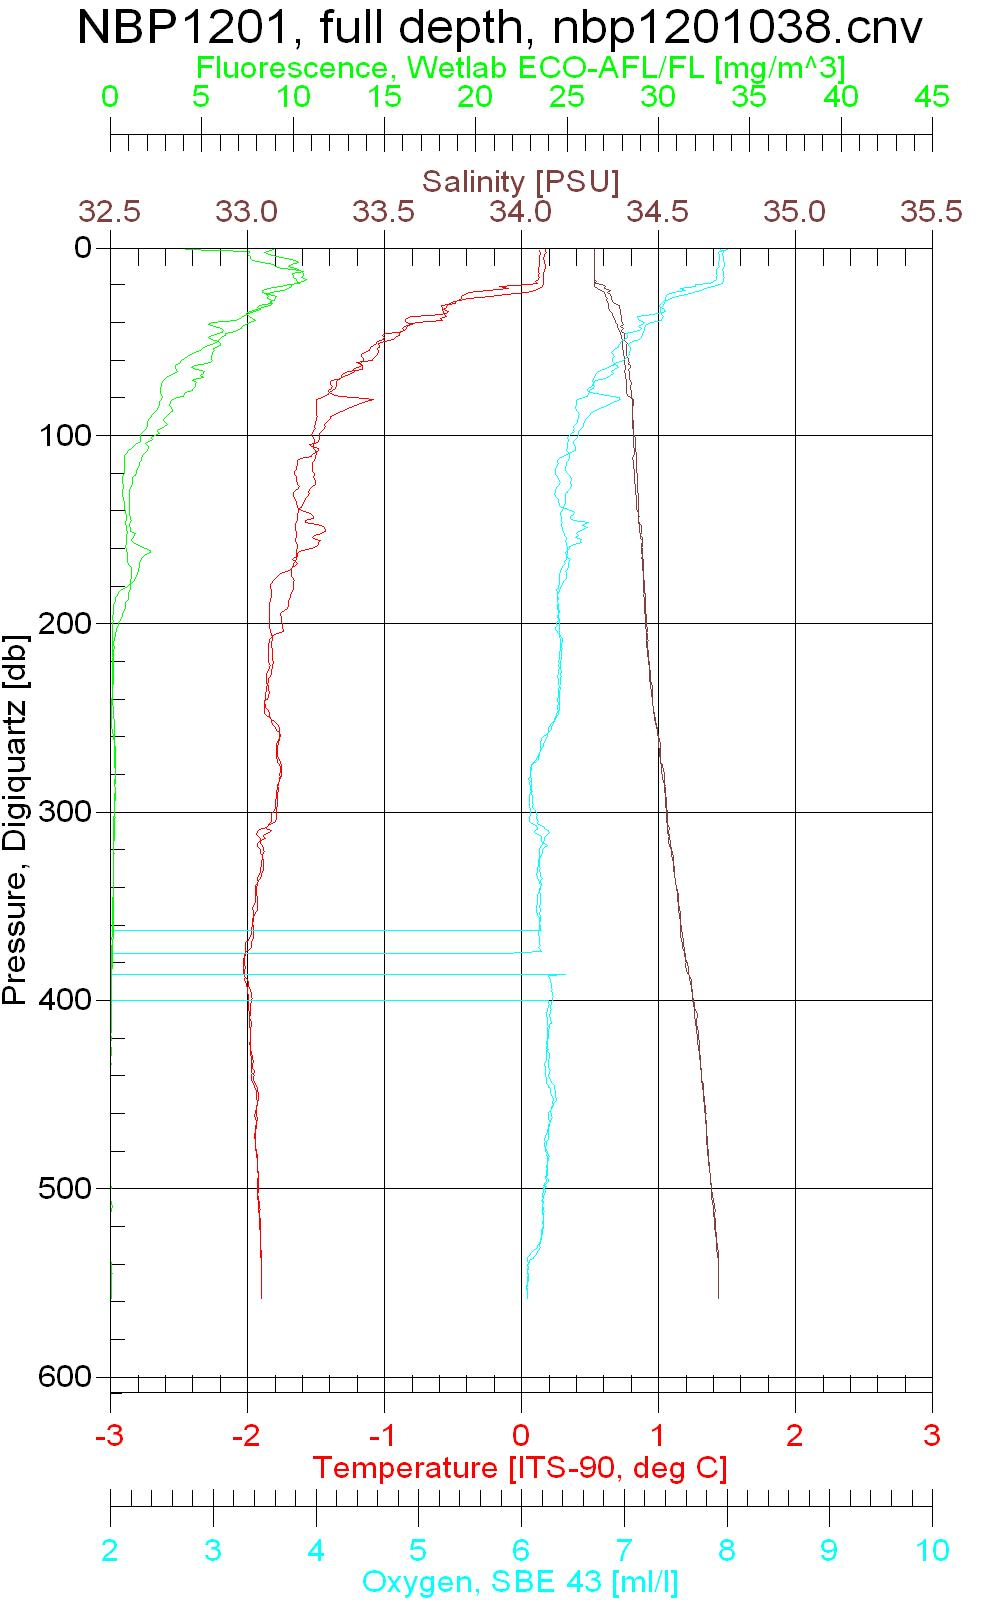 NBP1201, full depth, nbp1201038.cnv
Fluorescence, Wetlab ECO-AFL/FL [mg/m^3]
0 5 10 15 20 25 30 35 40 45
Salinity [PSU]
32.5 33.0 33.5 34.0 34.5 35.0 35.5
0
100
200
300
400
500
600
Pressure, Digiquartz [db]
-3 -2 -1 0 1 2 3
Temperature [ITS-90, deg C]
2 3 4 5 6 7 8 9 10
Oxygen, SBE 43 [ml/l]